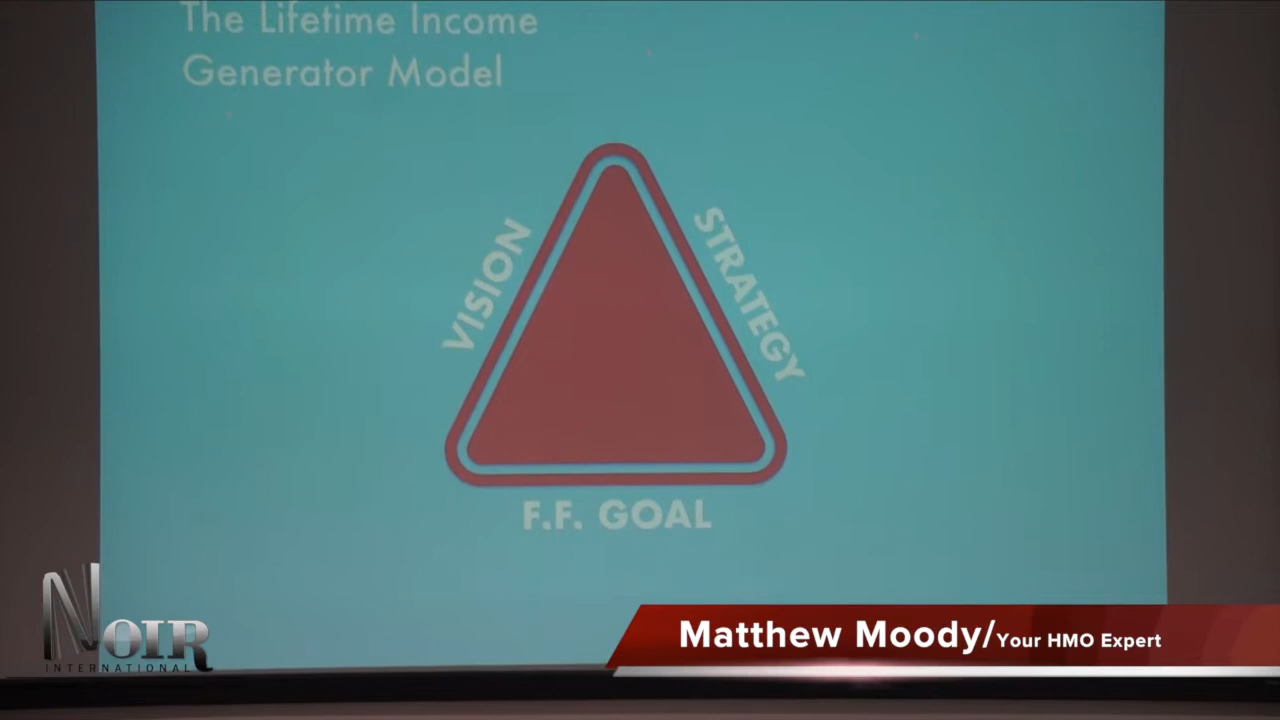 The Lifetime Income
Generator Model
VISION
STRATEGY
F.F. GOAL
NOIR
INTERNATIONAL
Matthew Moody/Your HMO Expert